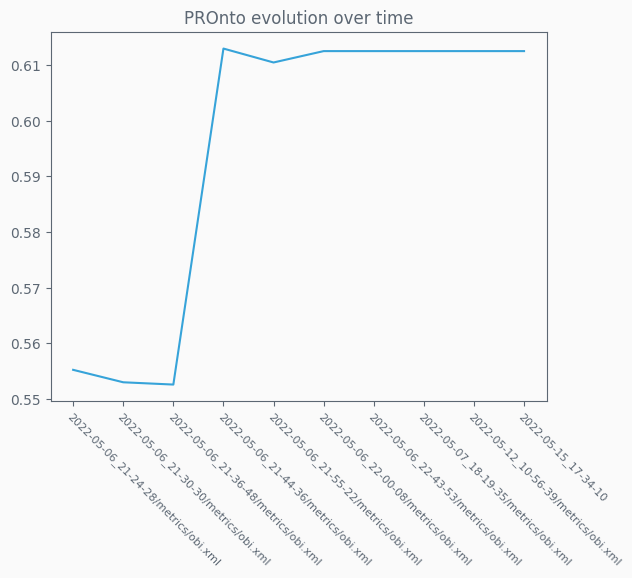 PROnto evolution over time
0.61
0.60
0.59
0.58
0.57
0.56
0.55
2022-05-06_21-24-28/metrics/obi.xml
2022-05-06_21-30-30/metrics/obi.xml
2022-05-06_21-36-48/metrics/obi.xml
2022-05-06_21-44-36/metrics/obi.xml
2022-05-06_21-55-22/metrics/obi.xml
2022-05-06_22-00-08/metrics/obi.xml
2022-05-06_22-43-53/metrics/obi.xml
2022-05-07_18-19-35/metrics/obi.xml
2022-05-12_10-56-39/metrics/obi.xml
2022-05-15_17-34-10